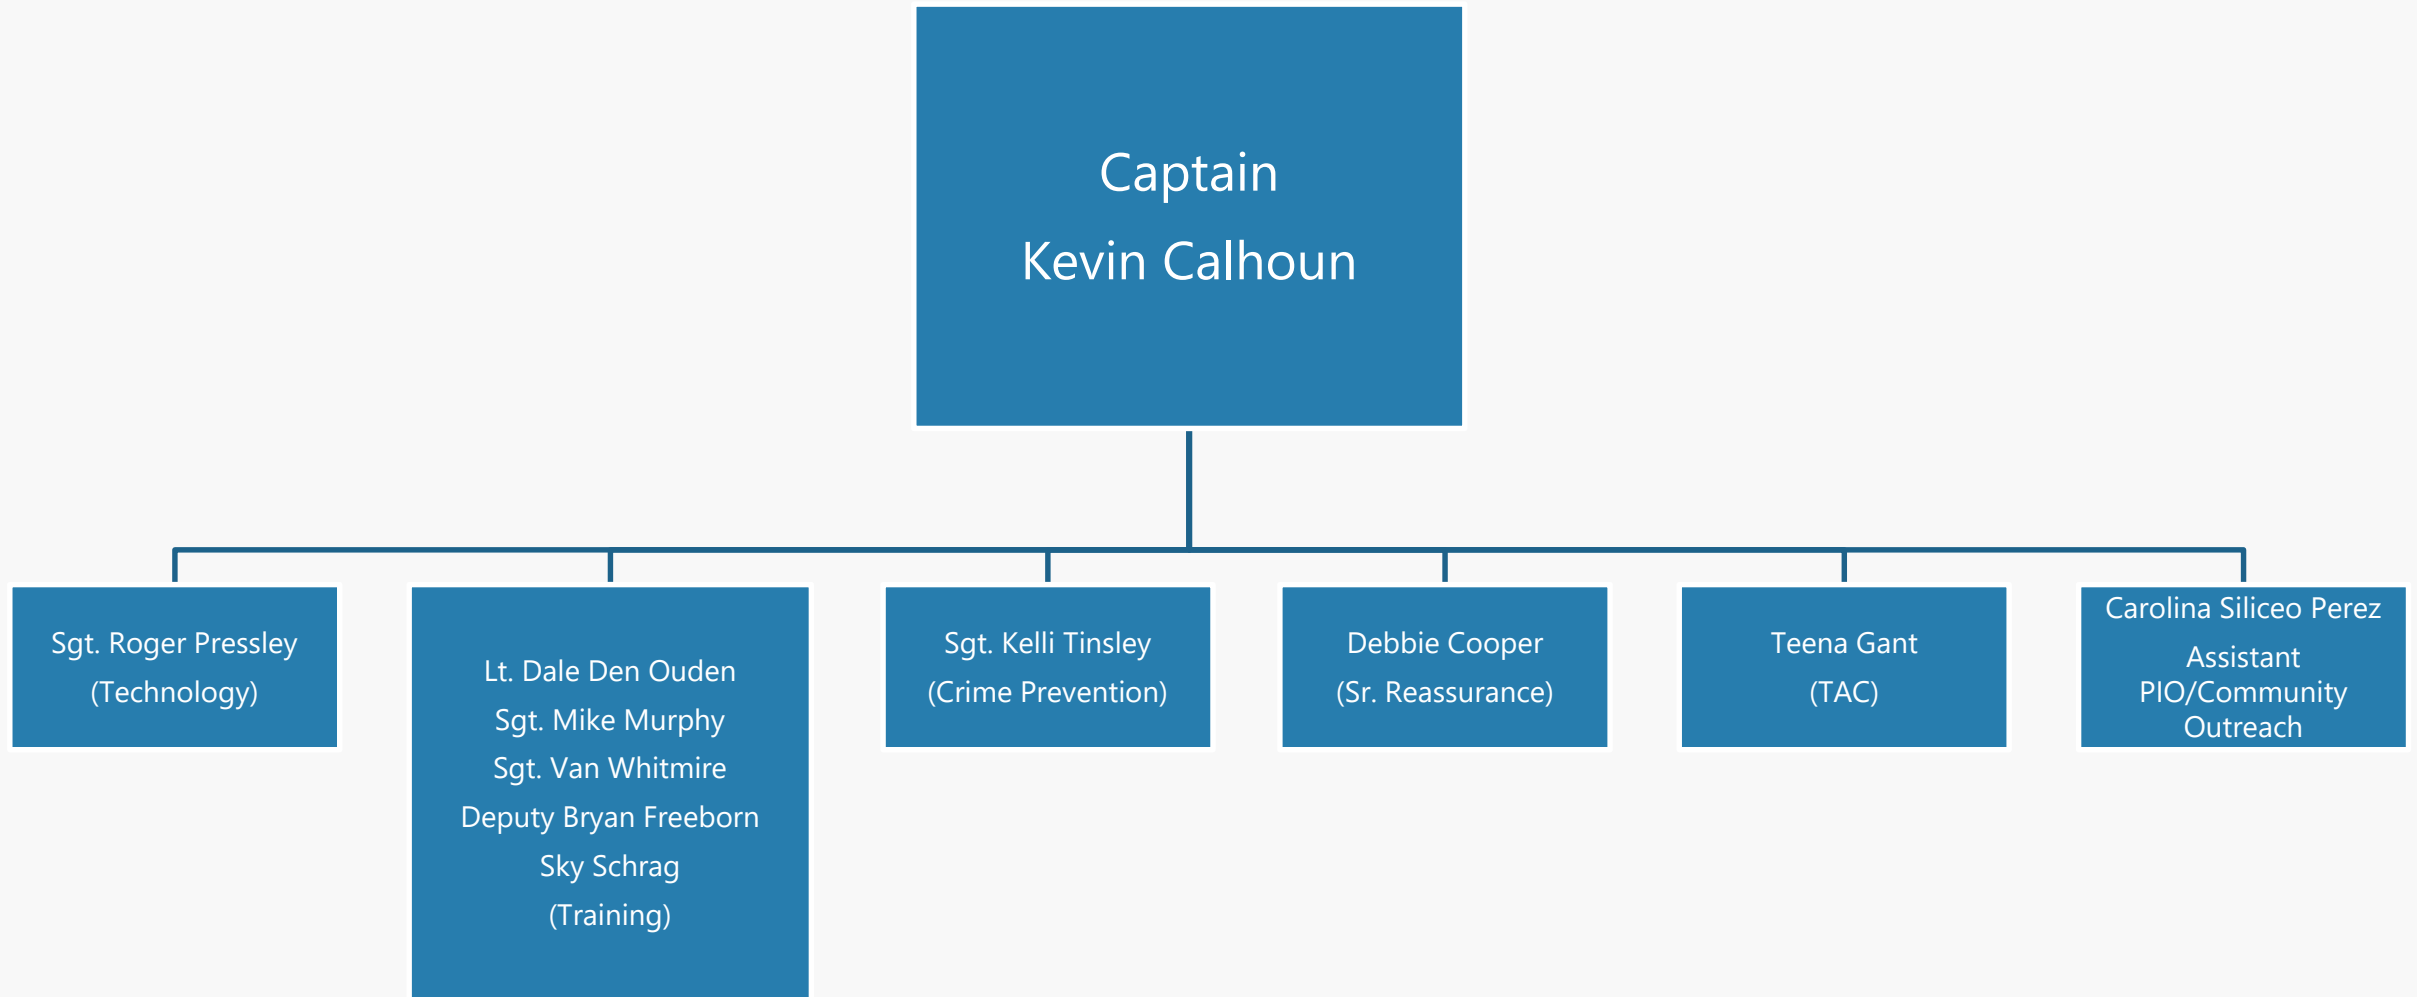 Captain
Kevin Calhoun
Sgt. Roger Pressley
(Technology)
Lt. Dale Den Ouden
Sgt. Mike Murphy
Sgt. Van Whitmire
Deputy Bryan Freeborn
Sky Schrag
(Training)
Sgt. Kelli Tinsley
(Crime Prevention)
Debbie Cooper
(Sr. Reassurance)
Teena Gant
(TAC)
Carolina Siliceo Perez
Assistant
PIO/Community
Outreach